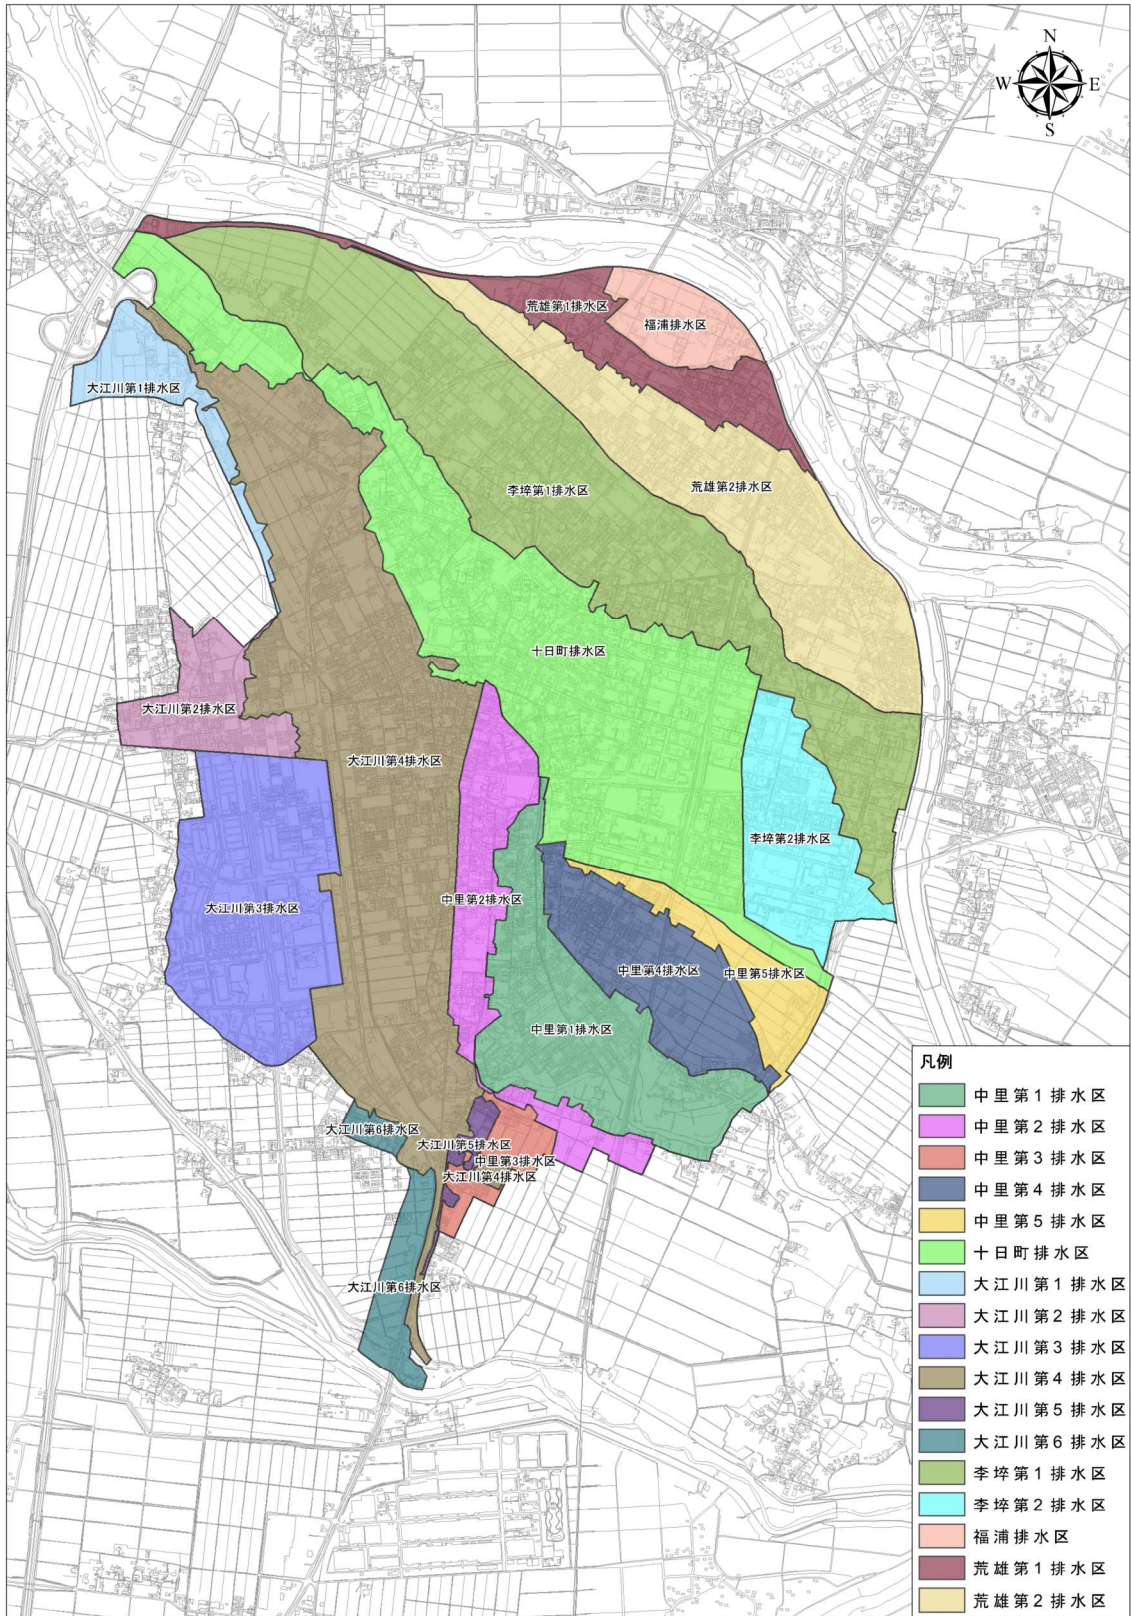 N
W
E
S
荒雄第1排水区
福浦排水区
大江川第1排水区
李埣第1排水区
荒雄第2排水区
十日町排水区
大江川第2排水区
大江川第4排水区
李埣第2排水区
中里第2排水区
大江川第3排水区
中里第4排水区
中里第5排水区
中里第1排水区
大江川第6排水区
大江川第5排水区
中里第3排水区
大江川第4排水区
大江川第6排水区
凡例
中里第1排水区
中里第2排水区
中里第3排水区
中里第4排水区
中里第5排水区
十日町排水区
大江川第1排水区
大江川第2排水区
大江川第3排水区
大江川第4排水区
大江川第5排水区
大江川第6排水区
李埣第1排水区
李埣第2排水区
福浦排水区
荒雄第1排水区
荒雄第2排水区